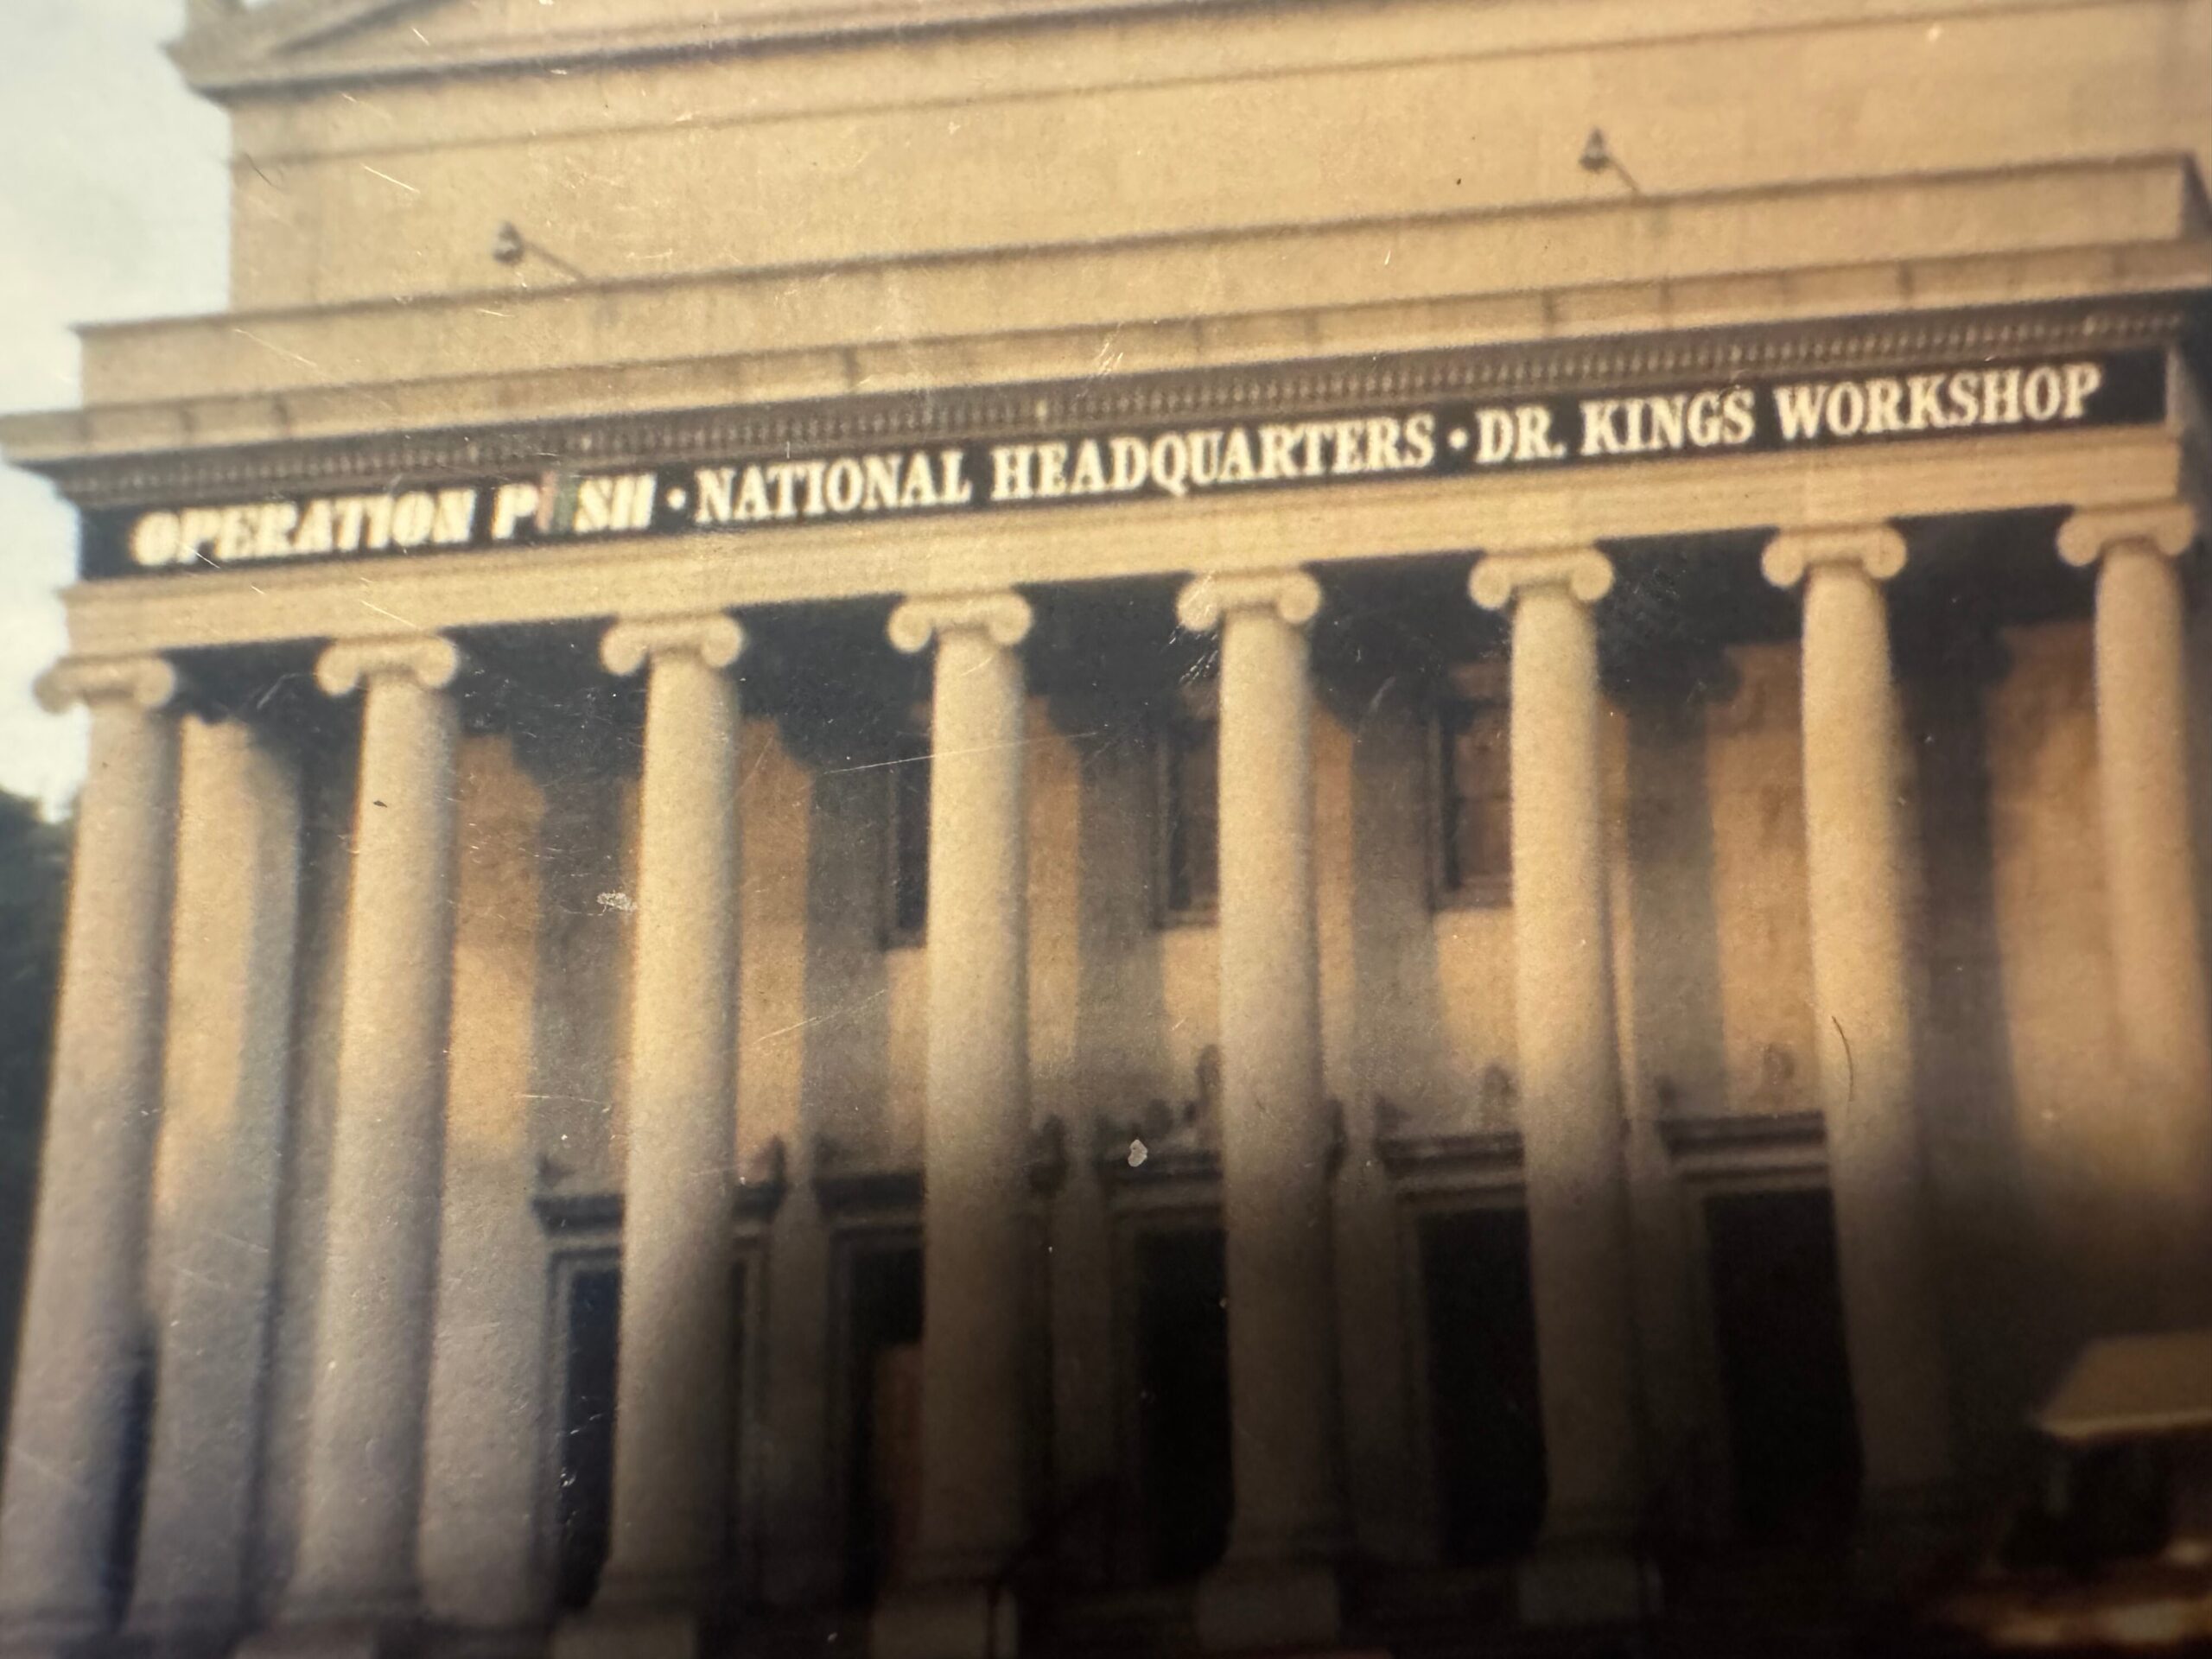 OPERATION PUSH • NATIONAL HEADQUARTERS • DR. KINGS WORKSHOP